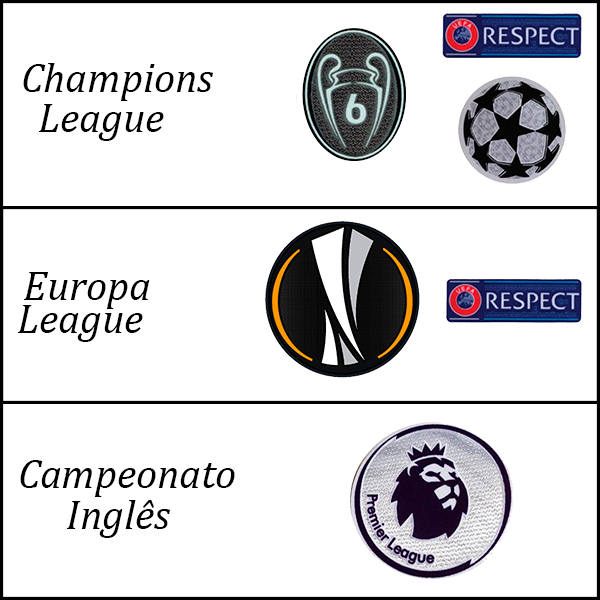 Champions
League
6
UEFA
RESPECT
Europa
League
UEFA
RESPECT
Campeonato
Inglês
Premier League